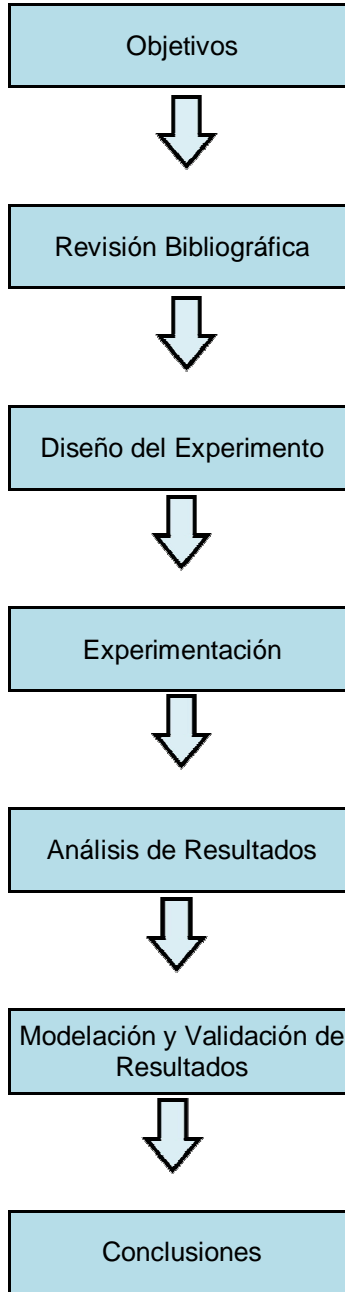 Objetivos
Revisión Bibliográfica
Diseño del Experimento
Experimentación
Análisis de Resultados
Modelación y Validación de
Resultados
Conclusiones